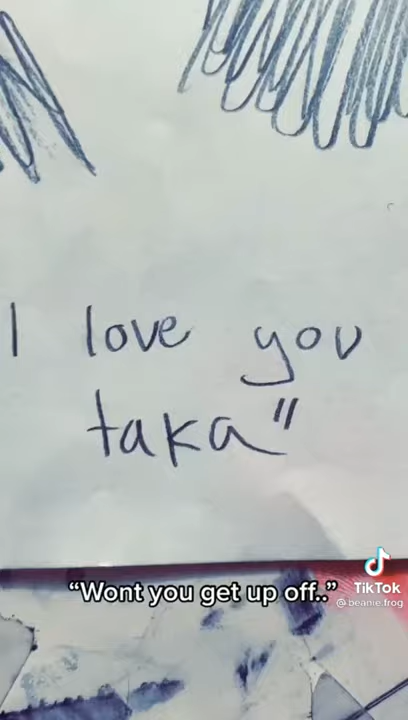 I love you
taka"
“Wont you get up off..”
TikTok
@beanie.frog